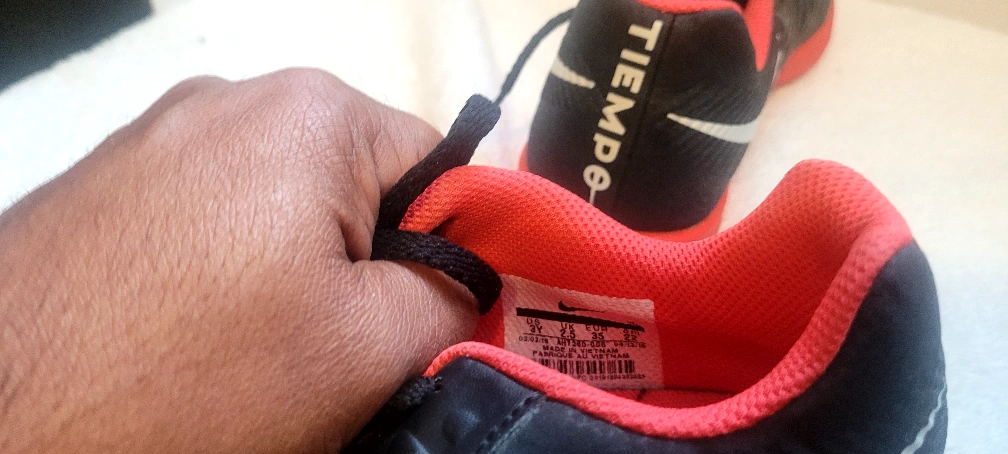 TIEMPO
US UK EUR cm
3Y 2.5 35 22
MADE IN VIETNAM
FABRIQUE AU VIETNAM